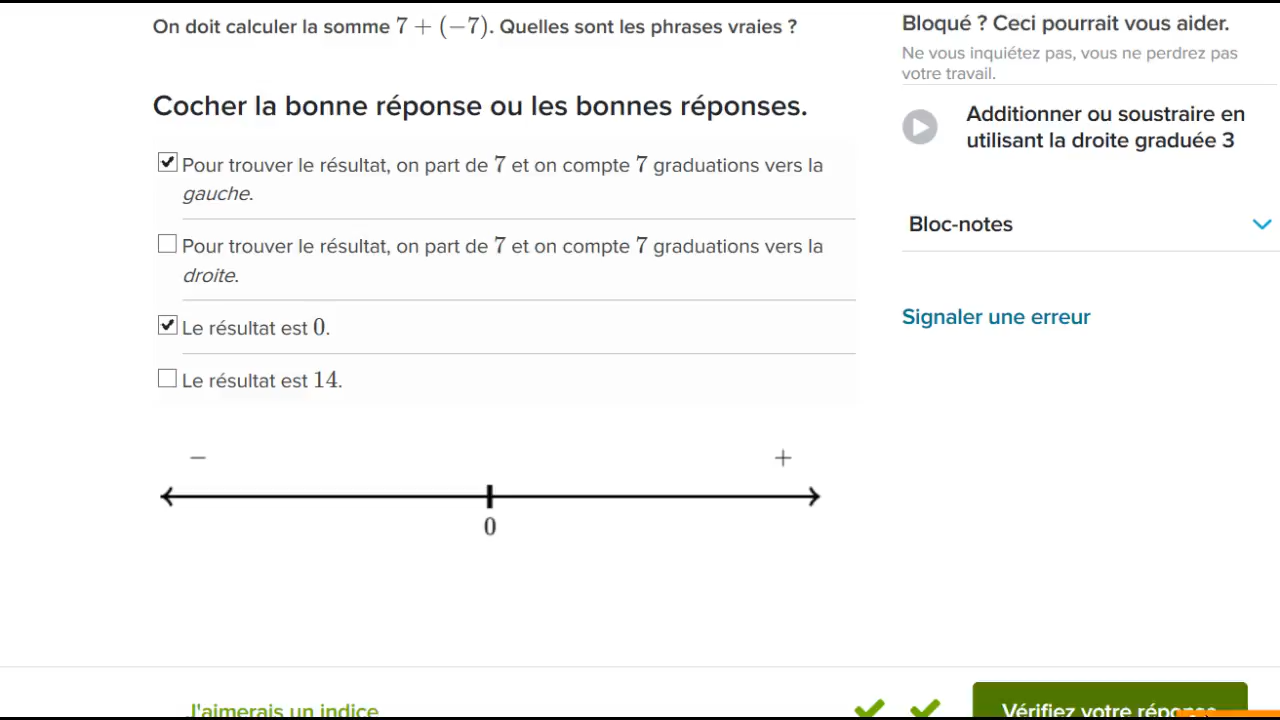 On doit calculer la somme 7 + (−7). Quelles sont les phrases vraies ?
Cocher la bonne réponse ou les bonnes réponses.
Pour trouver le résultat, on part de 7 et on compte 7 graduations vers la
gauche.
Pour trouver le résultat, on part de 7 et on compte 7 graduations vers la
droite.
Le résultat est 0.
Le résultat est 14.
− +
0
Bloqué ? Ceci pourrait vous aider.
Ne vous inquiétez pas, vous ne perdrez pas
votre travail.
Additionner ou soustraire en
utilisant la droite graduée 3
Bloc-notes
Signaler une erreur
J'aimerais un indice
Vérifiez votre réponse